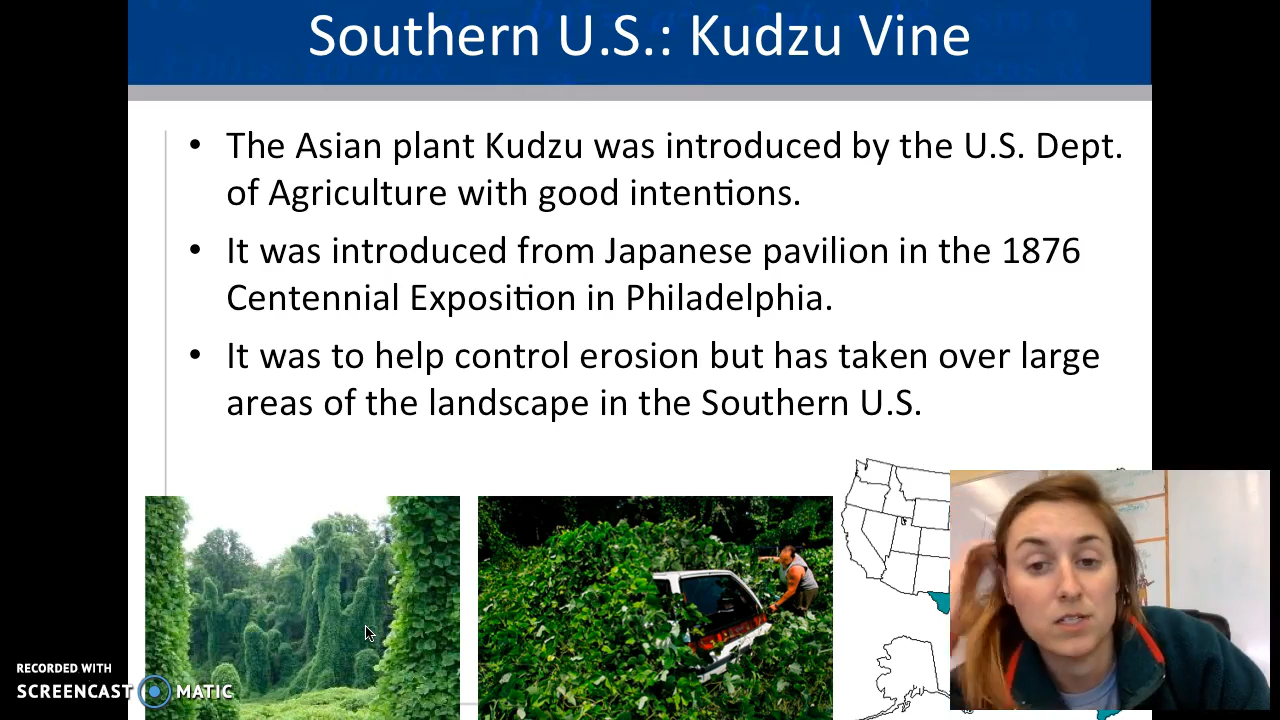 Southern U.S.: Kudzu Vine
• The Asian plant Kudzu was introduced by the U.S. Dept.
of Agriculture with good intentions.
• It was introduced from Japanese pavilion in the 1876
Centennial Exposition in Philadelphia.
• It was to help control erosion but has taken over large
areas of the landscape in the Southern U.S.
RECORDED WITH
SCREENCAST MATIC